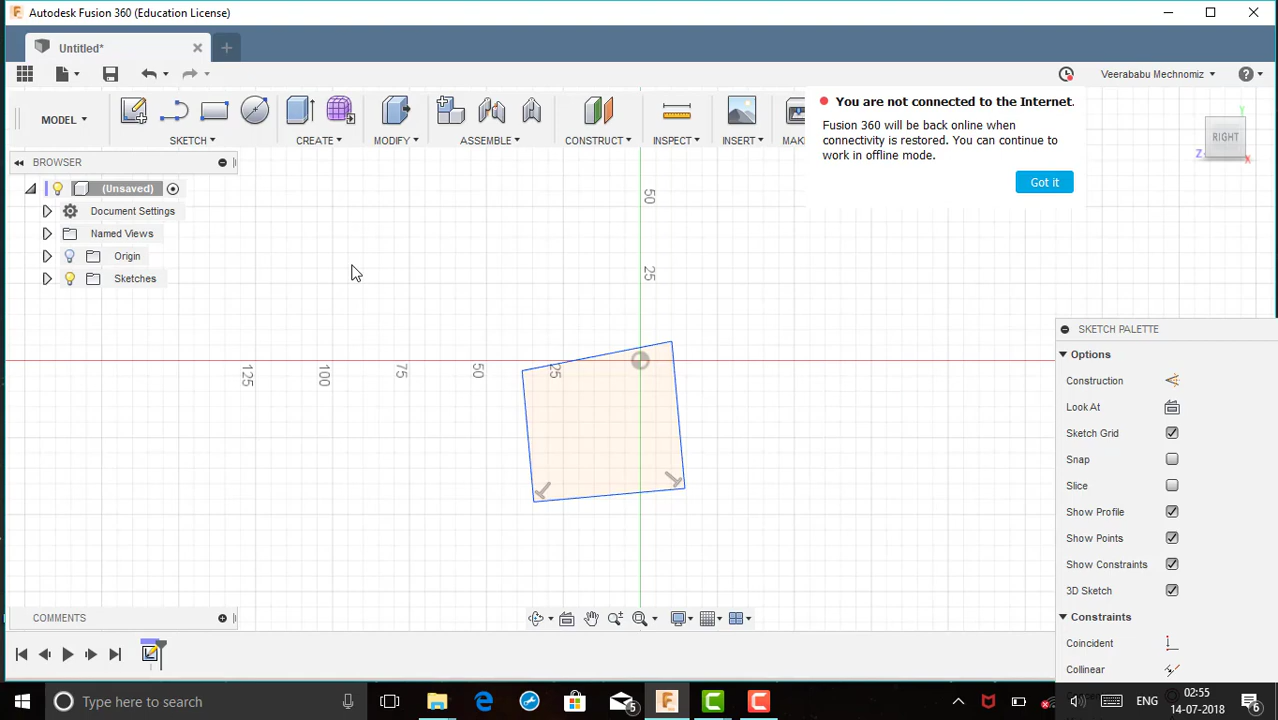 Autodesk Fusion 360 (Education License)
Untitled*
Veerababu Mechnomiz
MODEL
SKETCH
CREATE
MODIFY
ASSEMBLE
CONSTRUCT
INSPECT
INSERT
You are not connected to the Internet.
Fusion 360 will be back online when
connectivity is restored. You can continue to
work in offline mode.
Got it
RIGHT
Y
Z
X
BROWSER
(Unsaved)
Document Settings
Named Views
Origin
Sketches
50
25
125
100
75
50
25
SKETCH PALETTE
Options
Construction
Look At
Sketch Grid
Snap
Slice
Show Profile
Show Points
Show Constraints
3D Sketch
Constraints
Coincident
Collinear
COMMENTS
Type here to search
5
ENG
02:55
14-07-2018
6